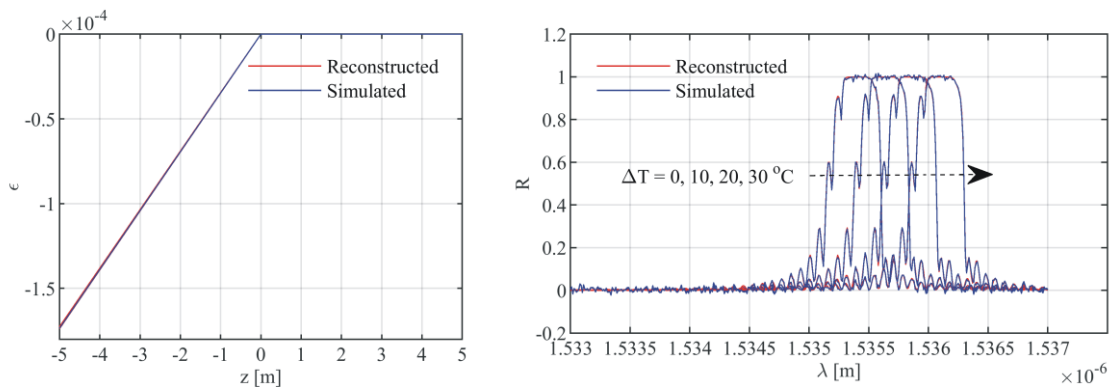 ×10⁻⁴
0
-0.5
-1
-1.5
ϵ
Reconstructed
Simulated
-5 -4 -3 -2 -1 0 1 2 3 4 5
z [m]
1.2
1
0.8
0.6
0.4
0.2
0
-0.2
R
Reconstructed
Simulated
ΔT = 0, 10, 20, 30 °C
1.533 1.5335 1.534 1.5345 1.535 1.5355 1.536 1.5365 1.537
λ [m]
×10⁻⁶